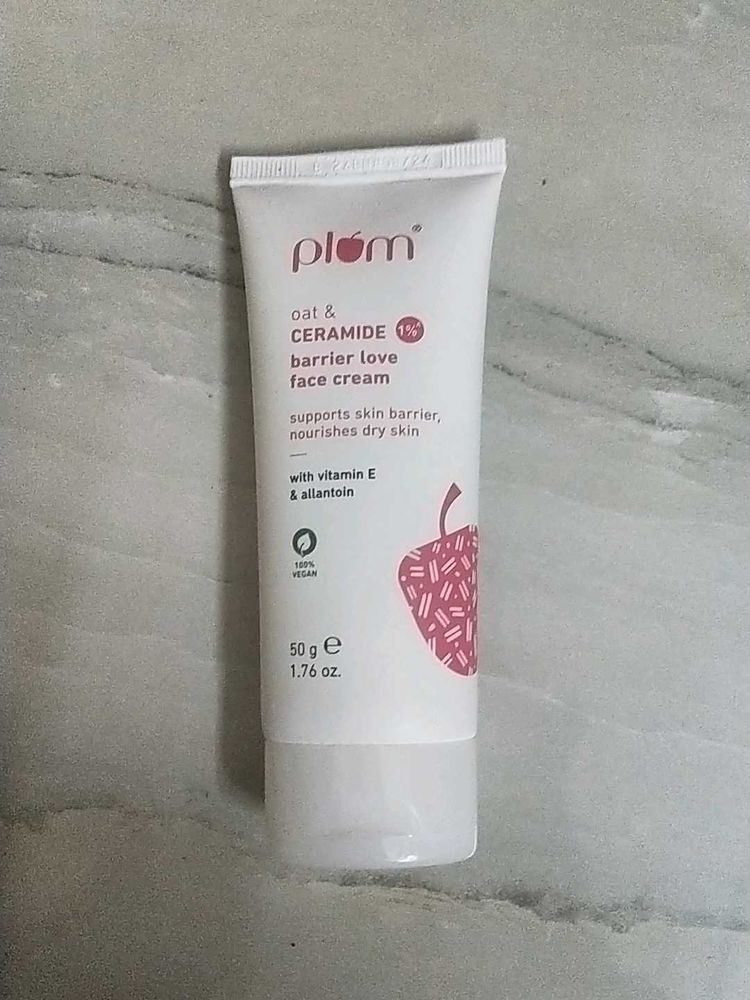 plum®
oat &
CERAMIDE 1%^
barrier love
face cream
supports skin barrier,
nourishes dry skin
with vitamin E
& allantoin
100%
VEGAN
50 g ℮
1.76 oz.